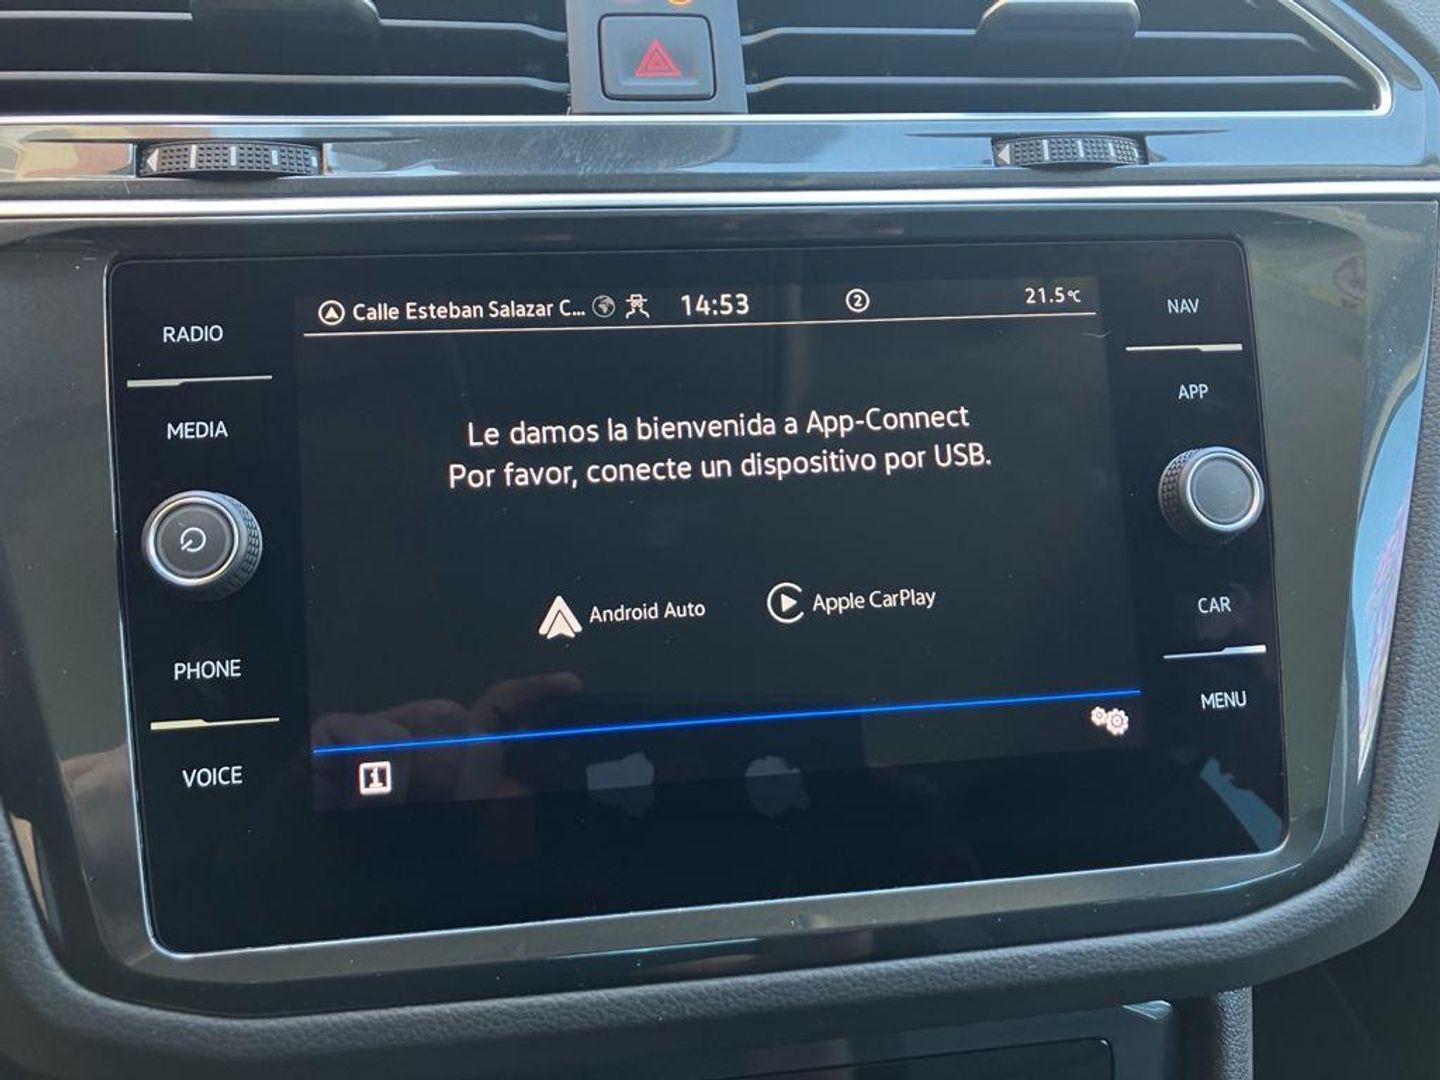 Calle Esteban Salazar C... 14:53 2 21.5°C
RADIO
MEDIA
PHONE
VOICE
Le damos la bienvenida a App-Connect
Por favor, conecte un dispositivo por USB.
Android Auto
Apple CarPlay
i
NAV
APP
CAR
MENU